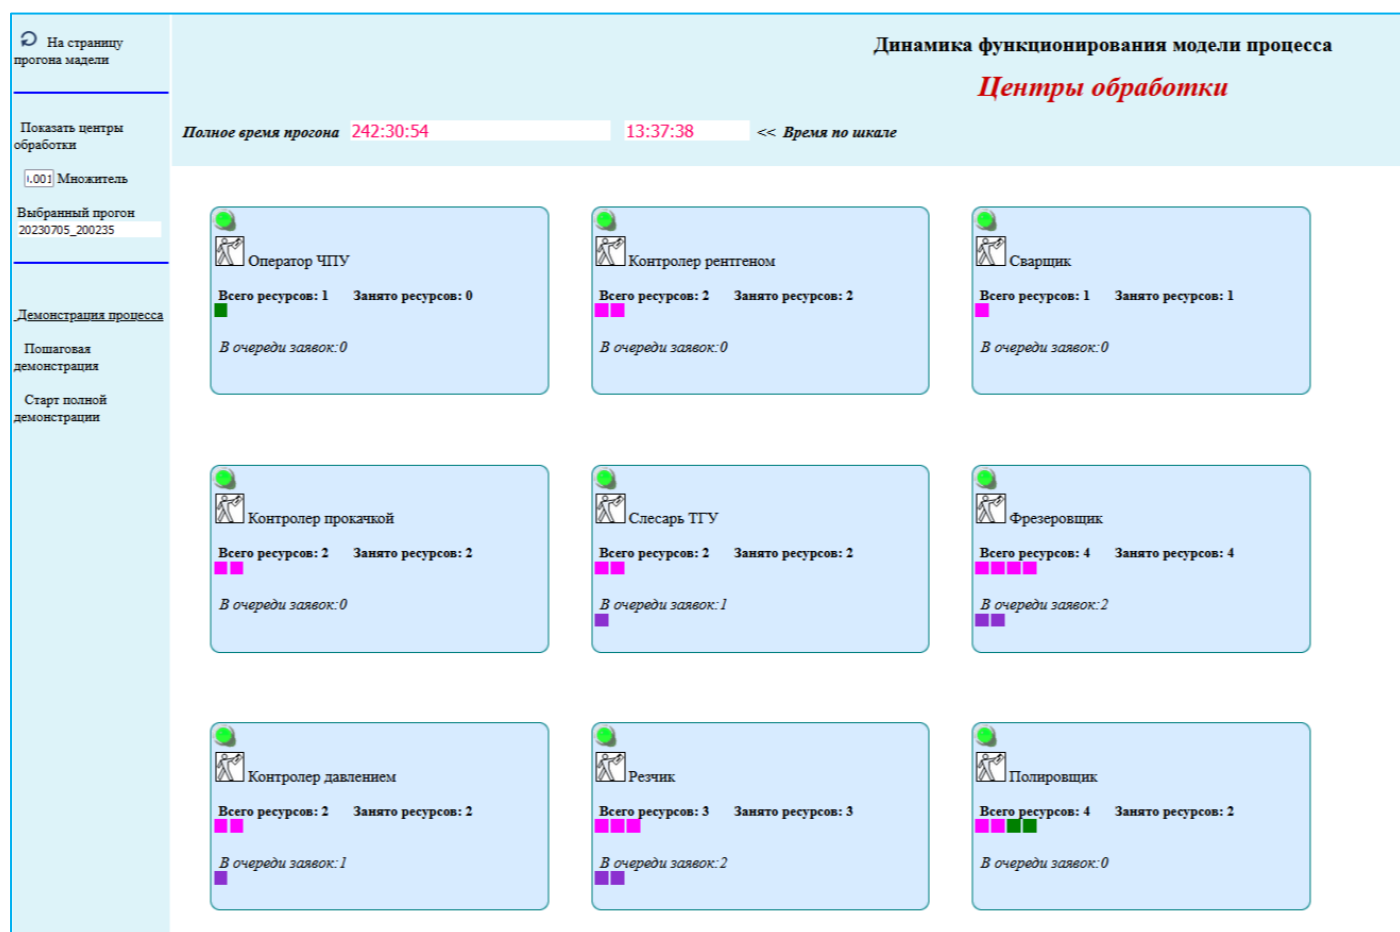 На страницу
прогона мадели
Показать центры
обработки
Множитель
Выбранный прогон
20230705_200235
Демонстрация процесса
Пошаговая
демонстрация
Старт полной
демонстрации
Динамика функционирования модели процесса
Центры обработки
Полное время прогона 242:30:54 13:37:38 << Время по шкале
Оператор ЧПУ
Всего ресурсов: 1 Занято ресурсов: 0
В очереди заявок:0
Контролер рентгеном
Всего ресурсов: 2 Занято ресурсов: 2
В очереди заявок:0
Сварщик
Всего ресурсов: 1 Занято ресурсов: 1
В очереди заявок:0
Контролер прокачкой
Всего ресурсов: 2 Занято ресурсов: 2
В очереди заявок:0
Слесарь ТГУ
Всего ресурсов: 2 Занято ресурсов: 2
В очереди заявок:1
Фрезеровщик
Всего ресурсов: 4 Занято ресурсов: 4
В очереди заявок:2
Контролер давлением
Всего ресурсов: 2 Занято ресурсов: 2
В очереди заявок:1
Резчик
Всего ресурсов: 3 Занято ресурсов: 3
В очереди заявок:2
Полировщик
Всего ресурсов: 4 Занято ресурсов: 2
В очереди заявок:0